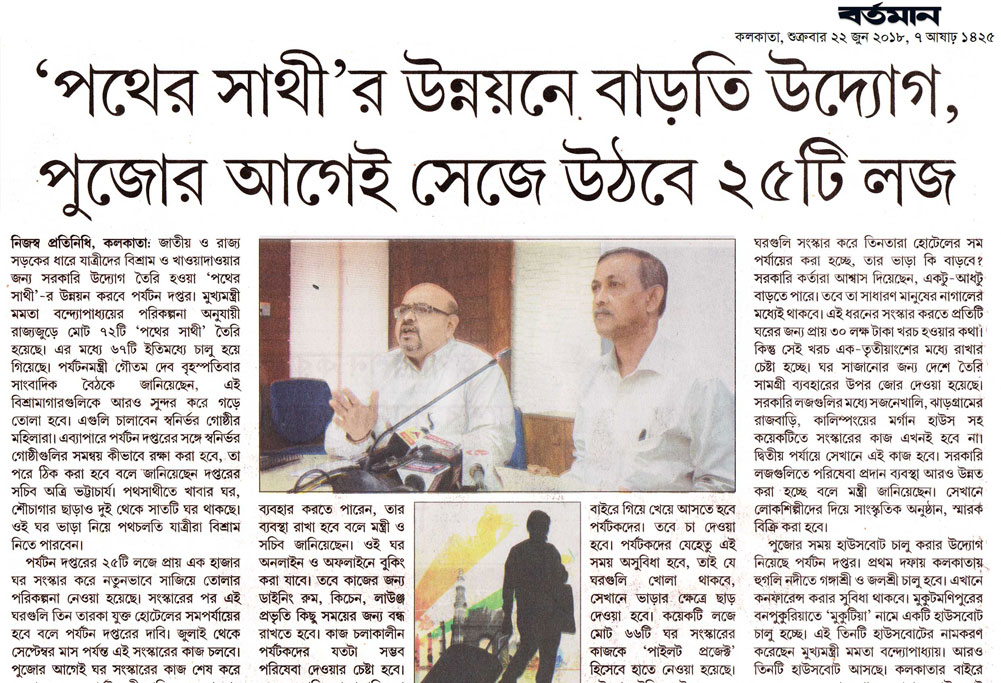 বর্তমান
কলকাতা, শুক্রবার ২২ জুন ২০১৮, ৭ আষাঢ় ১৪২৫
‘পথের সাথী’র উন্নয়নে বাড়তি উদ্যোগ,
পুজোর আগেই সেজে উঠবে ২৫টি লজ
নিজস্ব প্রতিনিধি, কলকাতা: জাতীয় ও রাজ্য
সড়কের ধারে যাত্রীদের বিশ্রাম ও খাওয়াদাওয়ার
জন্য সরকারি উদ্যোগ তৈরি হওয়া ‘পথের
সাথী’-র উন্নয়ন করবে পর্যটন দপ্তর। মুখ্যমন্ত্রী
মমতা বন্দ্যোপাধ্যায়ের পরিকল্পনা অনুযায়ী
রাজ্যজুড়ে মোট ৭২টি ‘পথের সাথী’ তৈরি
হয়েছে। এর মধ্যে ৬৭টি ইতিমধ্যে চালু হয়ে
গিয়েছে। পর্যটনমন্ত্রী গৌতম দেব বৃহস্পতিবার
সাংবাদিক বৈঠকে জানিয়েছেন, এই
বিশ্রামাগারগুলিকে আরও সুন্দর করে গড়ে
তোলা হবে। এগুলি চালাবেন স্বনির্ভর গোষ্ঠীর
মহিলারা। এব্যাপারে পর্যটন দপ্তরের সঙ্গে স্বনির্ভর
গোষ্ঠীগুলির সমন্বয় কীভাবে রক্ষা করা হবে, তা
পরে ঠিক করা হবে বলে জানিয়েছেন দপ্তরের
সচিব অত্রি ভট্টাচার্য। পথসাথীতে খাবার ঘর,
শৌচাগার ছাড়াও দুই থেকে সাতটি ঘর থাকছে।
ওই ঘর ভাড়া নিয়ে পথচলতি যাত্রীরা বিশ্রাম
নিতে পারবেন।
পর্যটন দপ্তরের ২৫টি লজে প্রায় এক হাজার
ঘর সংস্কার করে নতুনভাবে সাজিয়ে তোলার
পরিকল্পনা নেওয়া হয়েছে। সংস্কারের পর এই
ঘরগুলি তিন তারকা যুক্ত হোটেলের সমপর্যায়ের
হবে বলে পর্যটন দপ্তরের দাবি। জুলাই থেকে
সেপ্টেম্বর মাস পর্যন্ত এই সংস্কারের কাজ চলবে।
পুজোর আগেই ঘর সংস্কার কাজ শেষ করে
ব্যবহার করতে পারেন, তার
ব্যবস্থা রাখা হবে বলে মন্ত্রী ও
সচিব জানিয়েছেন। ওই ঘর
অনলাইন ও অফলাইনে বুকিং
করা যাবে। তবে কাজের জন্য
ডাইনিং রুম, কিচেন, লাউঞ্জ
প্রভৃতি কিছু সময়ের জন্য বন্ধ
রাখতে হবে। কাজ চলাকালীন
পর্যটকদের যতটা সম্ভব
পরিষেবা দেওয়ার চেষ্টা হবে।
বাইরে গিয়ে খেয়ে আসতে হবে
পর্যটকদের। তবে চা দেওয়া
হবে। পর্যটকদের যেহেতু এই
সময় অসুবিধা হবে, তাই যে
ঘরগুলি খোলা থাকবে,
সেখানে ভাড়ার ক্ষেত্রে ছাড়
দেওয়া হবে। কয়েকটি লজে
মোট ৬৬টি ঘর সংস্কারের
কাজকে ‘পাইলট প্রজেক্ট’
হিসেবে হাতে নেওয়া হয়েছে।
ঘরগুলি সংস্কার করে তিনতারা হোটেলের সম
পর্যায়ের করা হচ্ছে, তার ভাড়া কি বাড়বে?
সরকারি কর্তারা আশ্বাস দিয়েছেন, একটু-আধটু
বাড়তে পারে। তবে তা সাধারণ মানুষের নাগালের
মধ্যেই থাকবে। এই ধরনের সংস্কার করতে প্রতিটি
ঘরের জন্য প্রায় ৩০ লক্ষ টাকা খরচ হওয়ার কথা।
কিন্তু সেই খরচ এক-তৃতীয়াংশের মধ্যে রাখার
চেষ্টা হচ্ছে। ঘর সাজানোর জন্য দেশে তৈরি
সামগ্রী ব্যবহারের উপর জোর দেওয়া হয়েছে।
সরকারি লজগুলির মধ্যে সজনেখালি, ঝাড়গ্রামের
রাজবাড়ি, কালিম্পংয়ের মর্গান হাউস সহ
কয়েকটিতে সংস্কারের কাজ এখনই হবে না।
দ্বিতীয় পর্যায়ে সেখানে এই কাজ হবে। সরকারি
লজগুলিতে পরিষেবা প্রদান ব্যবস্থা আরও উন্নত
করা হচ্ছে বলে মন্ত্রী জানিয়েছেন। সেখানে
লোকশিল্পীদের দিয়ে সাংস্কৃতিক অনুষ্ঠান, স্মারক
বিক্রি করা হবে।
পুজোর সময় হাউসবোট চালু করার উদ্যোগ
নিয়েছে পর্যটন দপ্তর। প্রথম দফায় কলকাতায়
হুগলি নদীতে গঙ্গাশ্রী ও জলশ্রী চালু হবে। এখানে
কনফারেন্স করার সুবিধা থাকবে। মুকুটমণিপুরের
বনপুকুরিয়াতে ‘মুকুটিয়া’ নামে একটি হাউসবোট
চালু হচ্ছে। এই তিনটি হাউসবোটের নামকরণ
করেছেন মুখ্যমন্ত্রী মমতা বন্দ্যোপাধ্যায়। আরও
তিনটি হাউসবোট আসছে। কলকাতার বাইরে